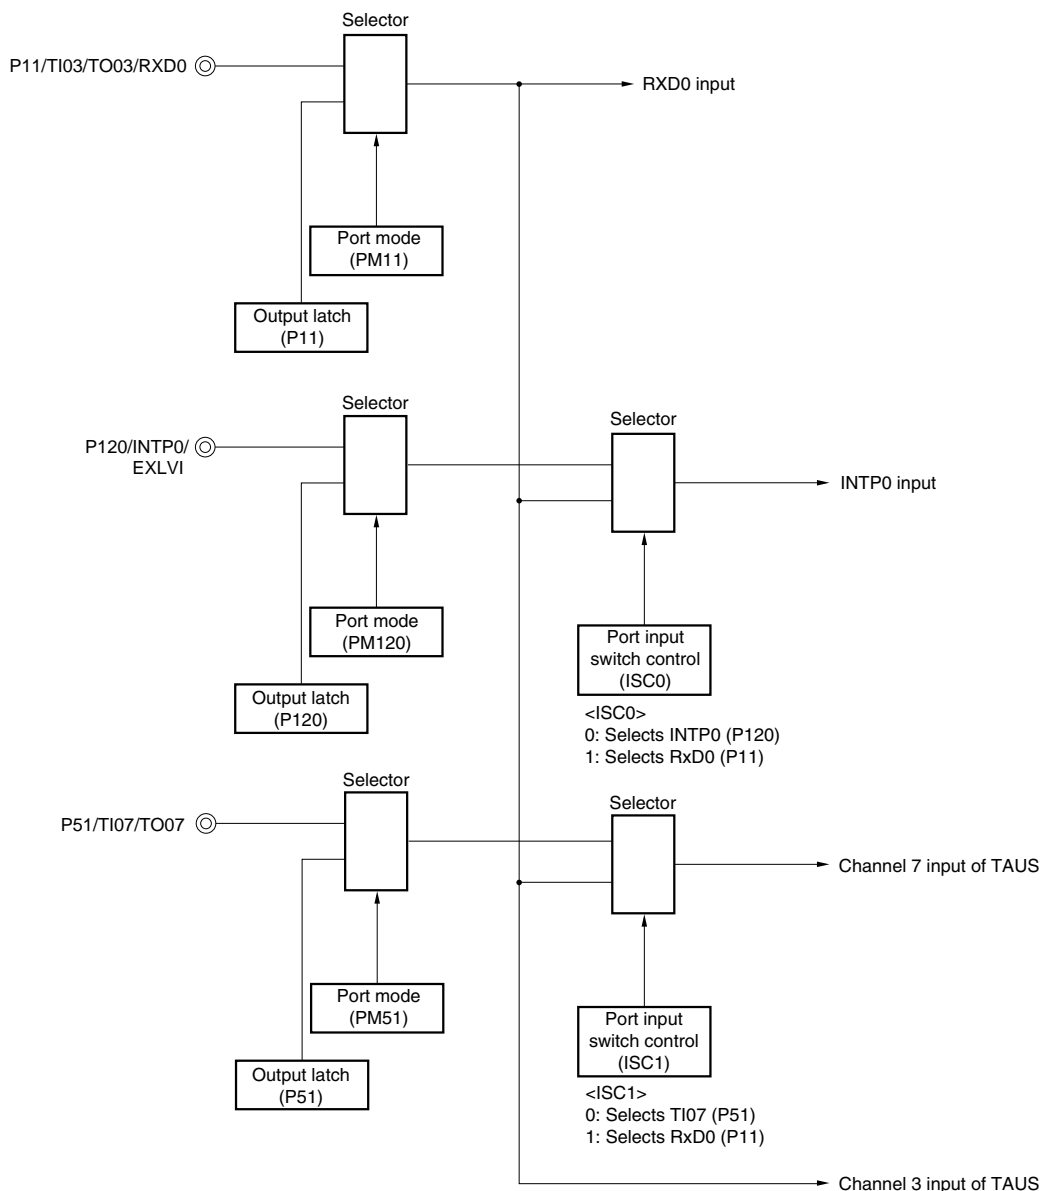 Selector
P11/TI03/TO03/RXD0
RXD0 input
Port mode
(PM11)
Output latch
(P11)
Selector
Selector
P120/INTP0/
EXLVI
INTP0 input
Port mode
(PM120)
Port input
switch control
(ISC0)
Output latch
(P120)
<ISC0>
0: Selects INTP0 (P120)
1: Selects RxD0 (P11)
Selector
Selector
P51/TI07/TO07
Channel 7 input of TAUS
Port mode
(PM51)
Port input
switch control
(ISC1)
Output latch
(P51)
<ISC1>
0: Selects TI07 (P51)
1: Selects RxD0 (P11)
Channel 3 input of TAUS